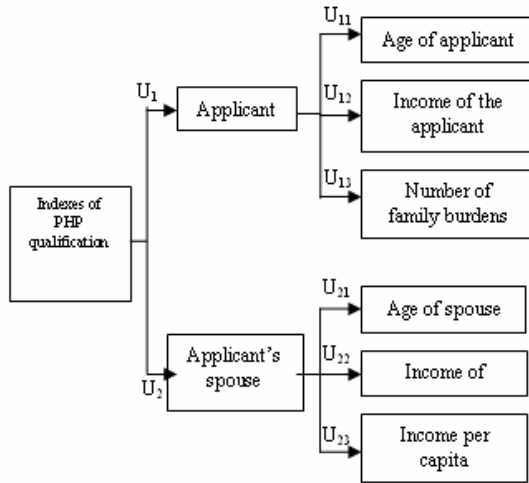 U11
Age of applicant
U1
Applicant
U12
Income of the
applicant
U13
Number of
family burdens
Indexes of
PHP
qualification
U21
Age of spouse
U2
Applicant's
spouse
U22
Income of
U23
Income per
capita